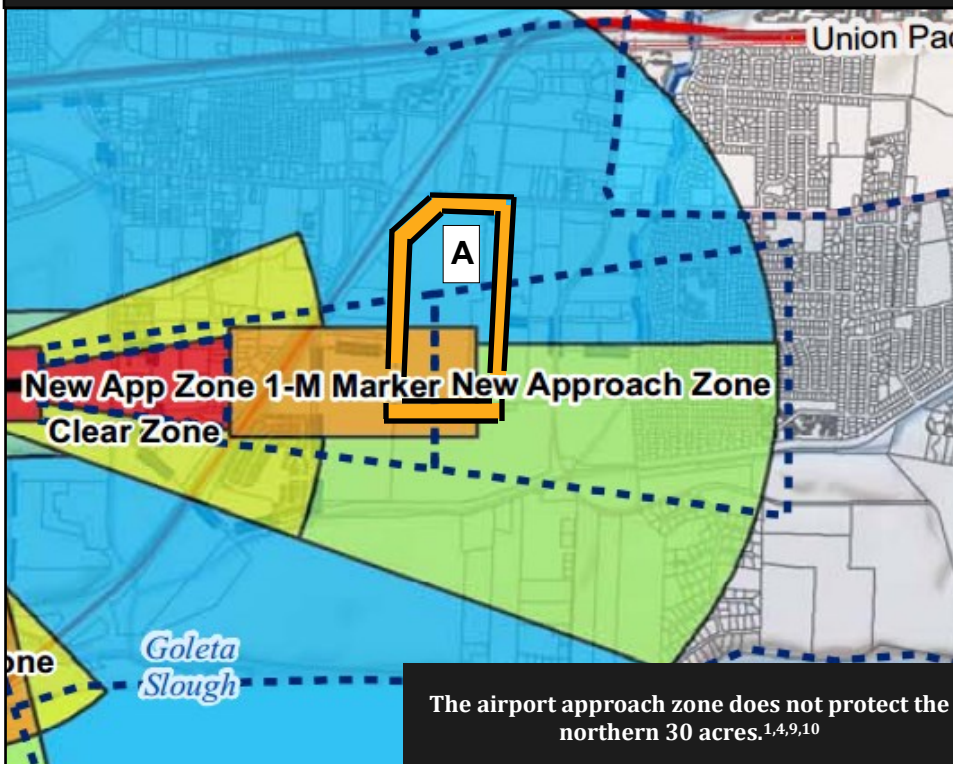 Union Pac
A
New App Zone 1-M Marker New Approach Zone
Clear Zone
one
Goleta
Slough
The airport approach zone does not protect the
northern 30 acres.1,4,9,10